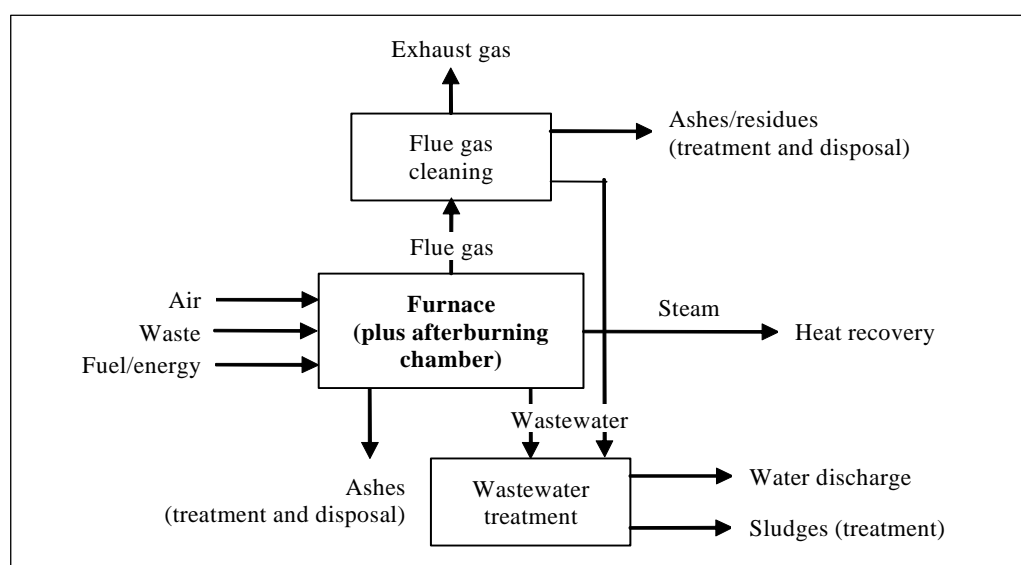 Exhaust gas
Flue gas
cleaning
Ashes/residues
(treatment and disposal)
Flue gas
Air
Waste
Fuel/energy
Furnace
(plus afterburning
chamber)
Steam
Heat recovery
Wastewater
Ashes
(treatment and disposal)
Wastewater
treatment
Water discharge
Sludges (treatment)